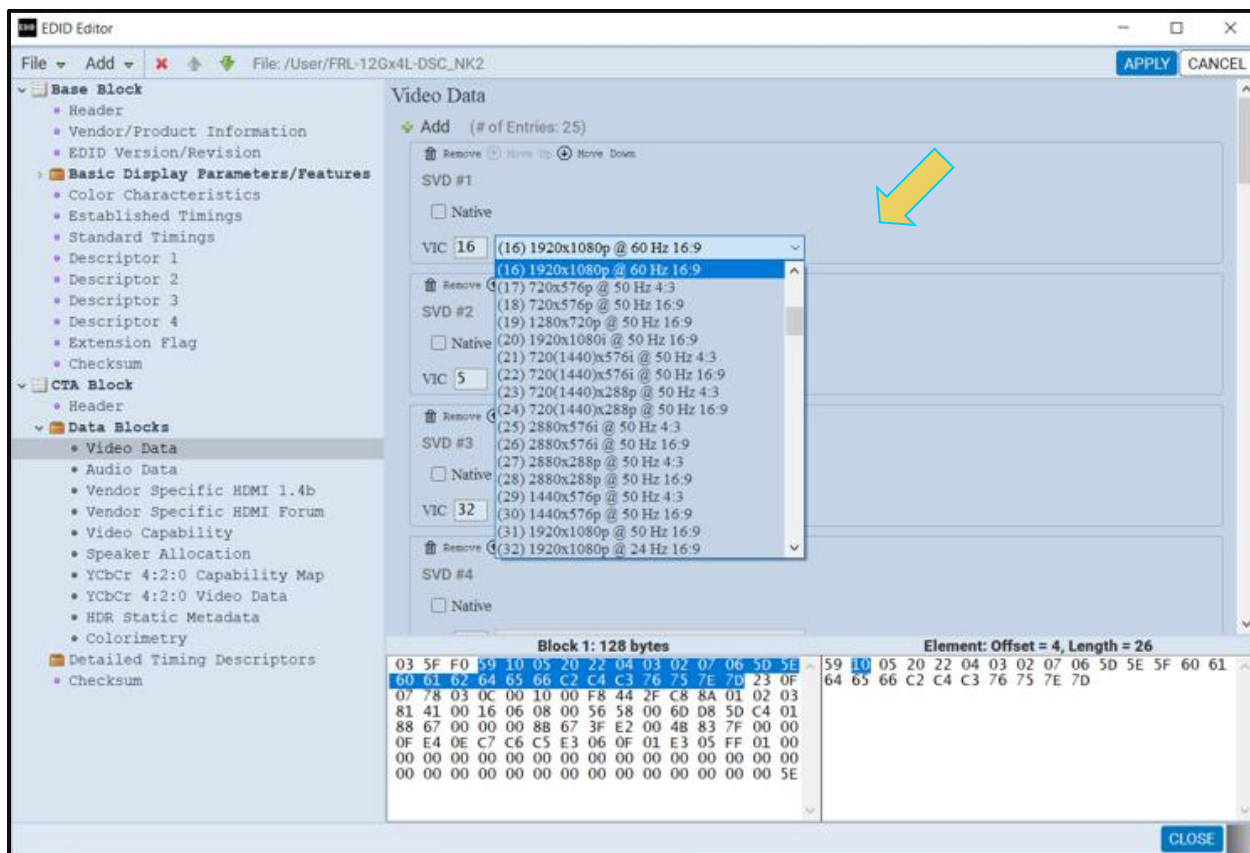 EDID Editor
File Add File: /User/FRL-12Gx4L-DSC_NK2 APPLY CANCEL
Base Block
Header
Vendor/Product Information
EDID Version/Revision
Basic Display Parameters/Features
Color Characteristics
Established Timings
Standard Timings
Descriptor 1
Descriptor 2
Descriptor 3
Descriptor 4
Extension Flag
Checksum
CTA Block
Header
Data Blocks
Video Data
Audio Data
Vendor Specific HDMI 1.4b
Vendor Specific HDMI Forum
Video Capability
Speaker Allocation
YCbCr 4:2:0 Capability Map
YCbCr 4:2:0 Video Data
HDR Static Metadata
Colorimetry
Detailed Timing Descriptors
Checksum
Video Data
Add (# of Entries: 25)
Remove Move Up Move Down
SVD #1
Native
VIC 16 (16) 1920x1080p @ 60 Hz 16:9
(16) 1920x1080p @ 60 Hz 16:9
(17) 720x576p @ 50 Hz 4:3
(18) 720x576p @ 50 Hz 16:9
(19) 1280x720p @ 50 Hz 16:9
(20) 1920x1080i @ 50 Hz 16:9
(21) 720(1440)x576i @ 50 Hz 4:3
(22) 720(1440)x576i @ 50 Hz 16:9
(23) 720(1440)x288p @ 50 Hz 4:3
(24) 720(1440)x288p @ 50 Hz 16:9
(25) 2880x576i @ 50 Hz 4:3
(26) 2880x576i @ 50 Hz 16:9
(27) 2880x288p @ 50 Hz 4:3
(28) 2880x288p @ 50 Hz 16:9
(29) 1440x576p @ 50 Hz 4:3
(30) 1440x576p @ 50 Hz 16:9
(31) 1920x1080p @ 50 Hz 16:9
(32) 1920x1080p @ 24 Hz 16:9
Remove
SVD #2
Native
VIC 5
Remove
SVD #3
Native
VIC 32
Remove
SVD #4
Native
Block 1: 128 bytes
03 5F F0 59 10 05 20 22 04 03 02 07 06 5D 5E
60 61 62 64 65 66 C2 C4 C3 76 75 7E 7D 23 0F
07 78 03 0C 00 10 00 F8 44 2F C8 8A 01 02 03
81 41 00 16 06 08 00 56 58 00 6D D8 5D C4 01
88 67 00 00 00 8B 67 3F E2 00 4B 83 7F 00 00
0F E4 0E C7 C6 C5 E3 06 0F 01 E3 05 FF 01 00
00 00 00 00 00 00 00 00 00 00 00 00 00 00 00
00 00 00 00 00 00 00 00 00 00 00 00 00 00 5E
Element: Offset = 4, Length = 26
59 10 05 20 22 04 03 02 07 06 5D 5E 5F 60 61
64 65 66 C2 C4 C3 76 75 7E 7D
CLOSE